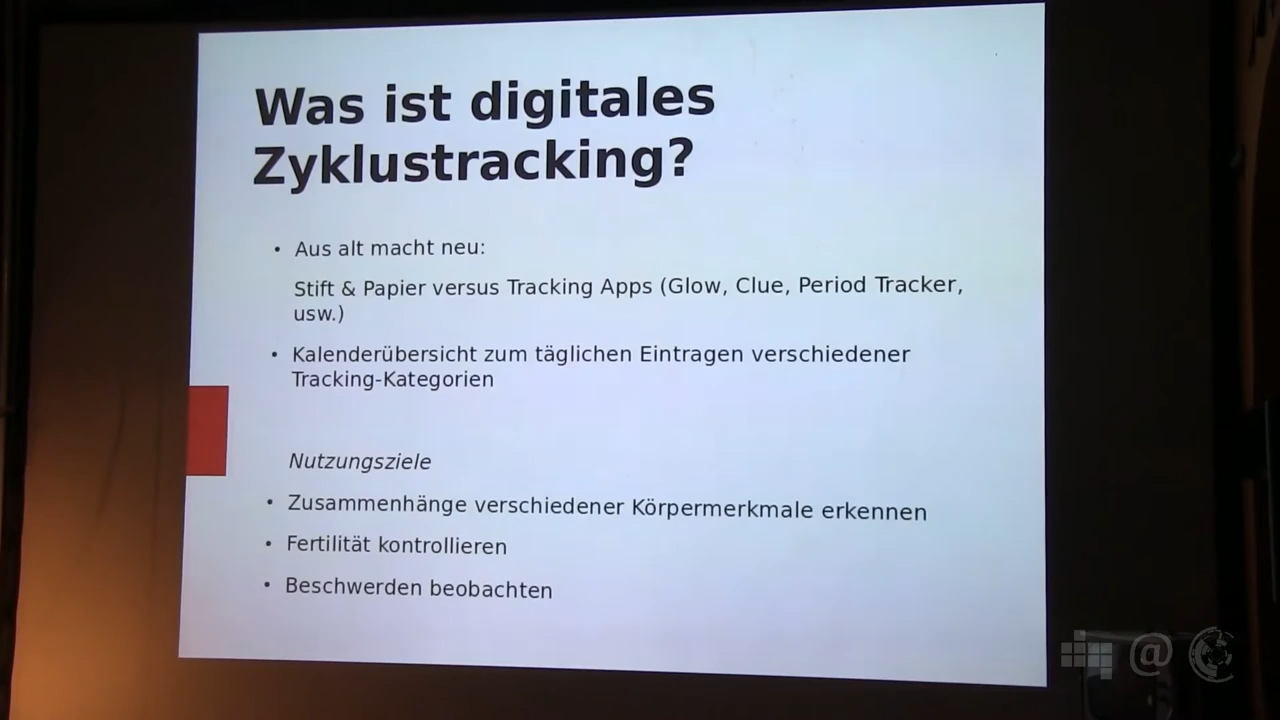 Was ist digitales
Zyklustracking?
• Aus alt macht neu:
Stift & Papier versus Tracking Apps (Glow, Clue, Period Tracker,
usw.)
• Kalenderübersicht zum täglichen Eintragen verschiedener
Tracking-Kategorien
Nutzungsziele
• Zusammenhänge verschiedener Körpermerkmale erkennen
• Fertilität kontrollieren
• Beschwerden beobachten
@